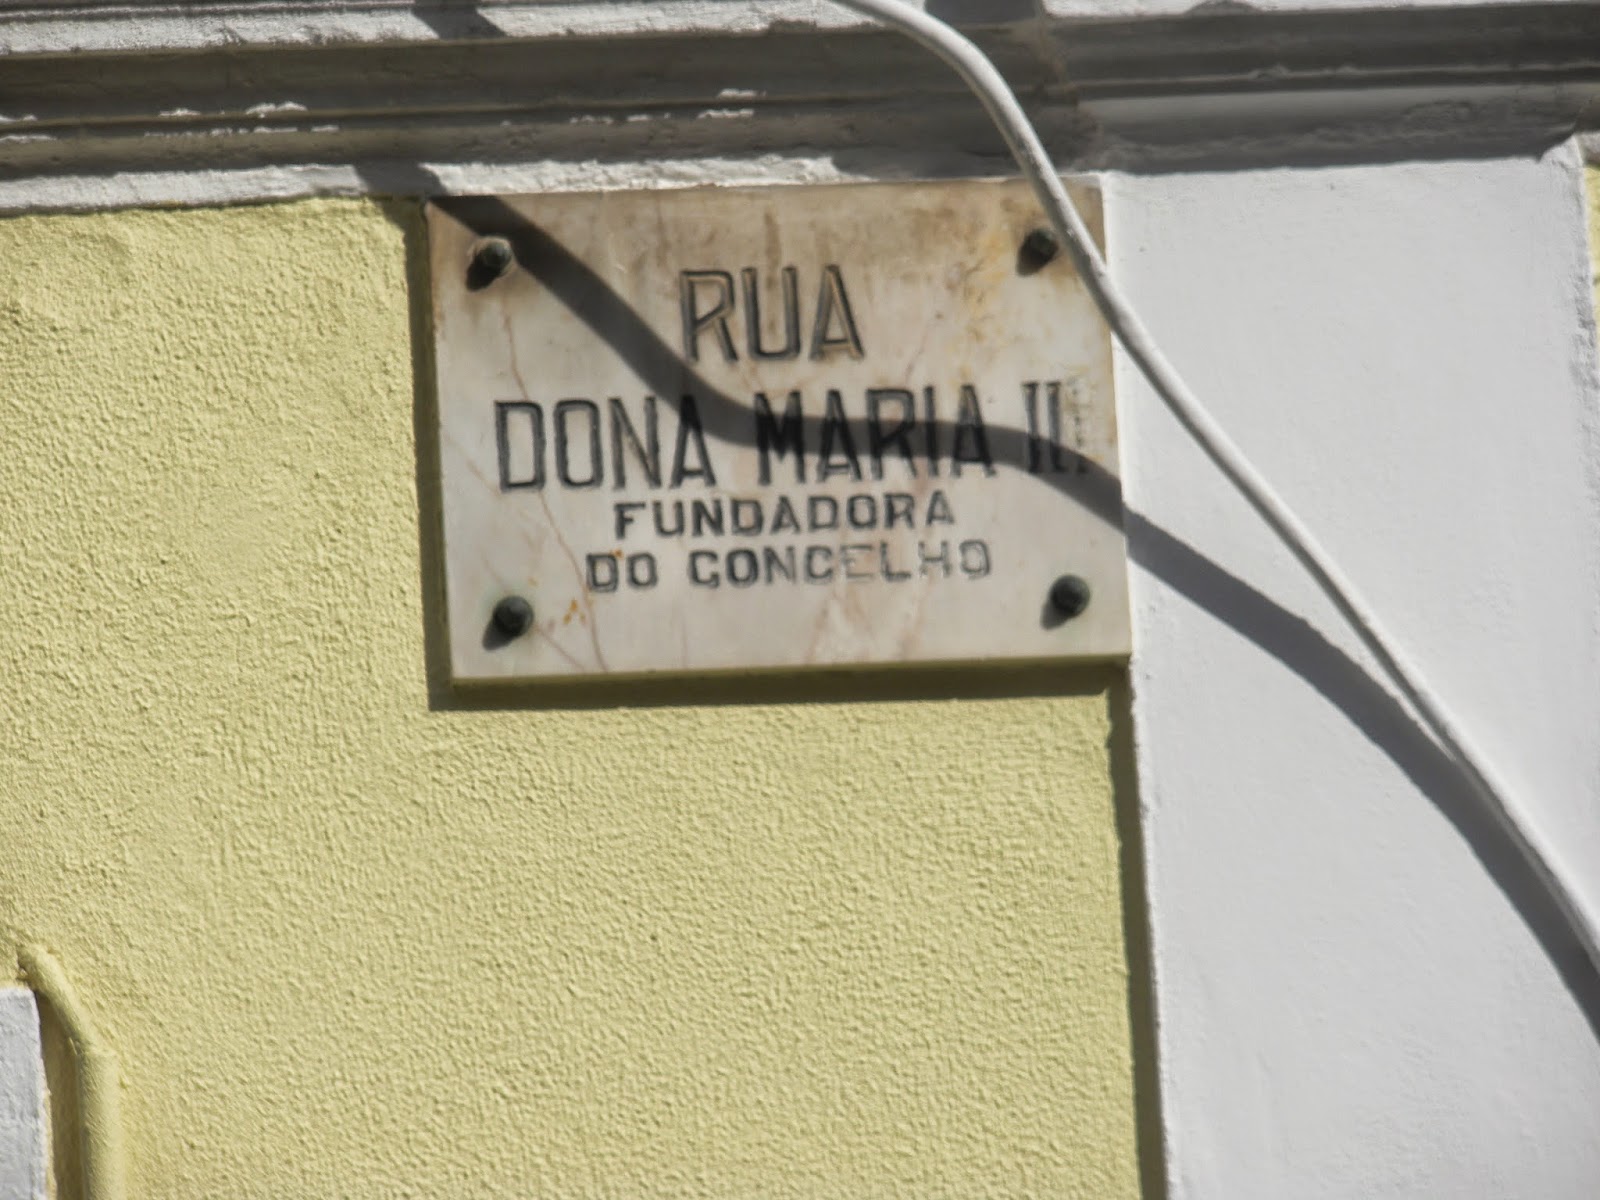 RUA
DONA MARIA II.
FUNDADORA
DO CONCELHO